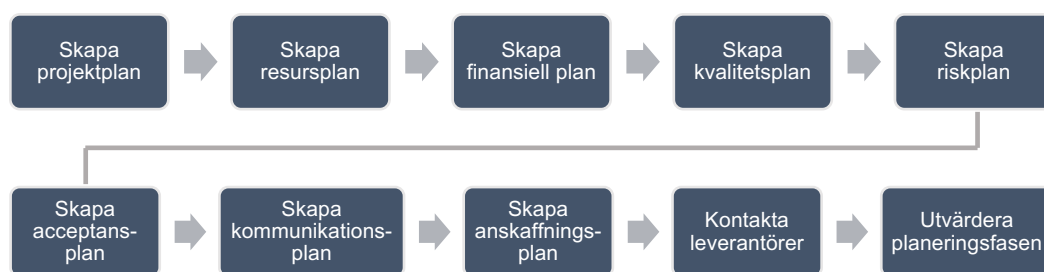 Skapa
projektplan
Skapa
resursplan
Skapa
finansiell plan
Skapa
kvalitetsplan
Skapa
riskplan
Skapa
acceptans-
plan
Skapa
kommunikations-
plan
Skapa
anskaffnings-
plan
Kontakta
leverantörer
Utvärdera
planeringsfasen